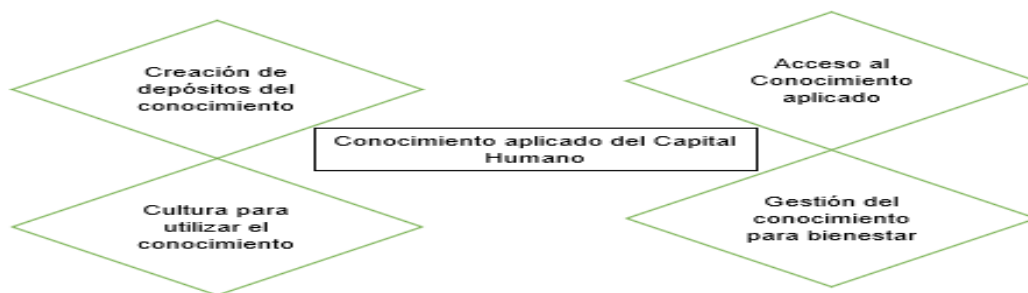 Creación de
depósitos del
conocimiento
Acceso al
Conocimiento
aplicado
Conocimiento aplicado del Capital
Humano
Cultura para
utilizar el
conocimiento
Gestión del
conocimiento
para bienestar